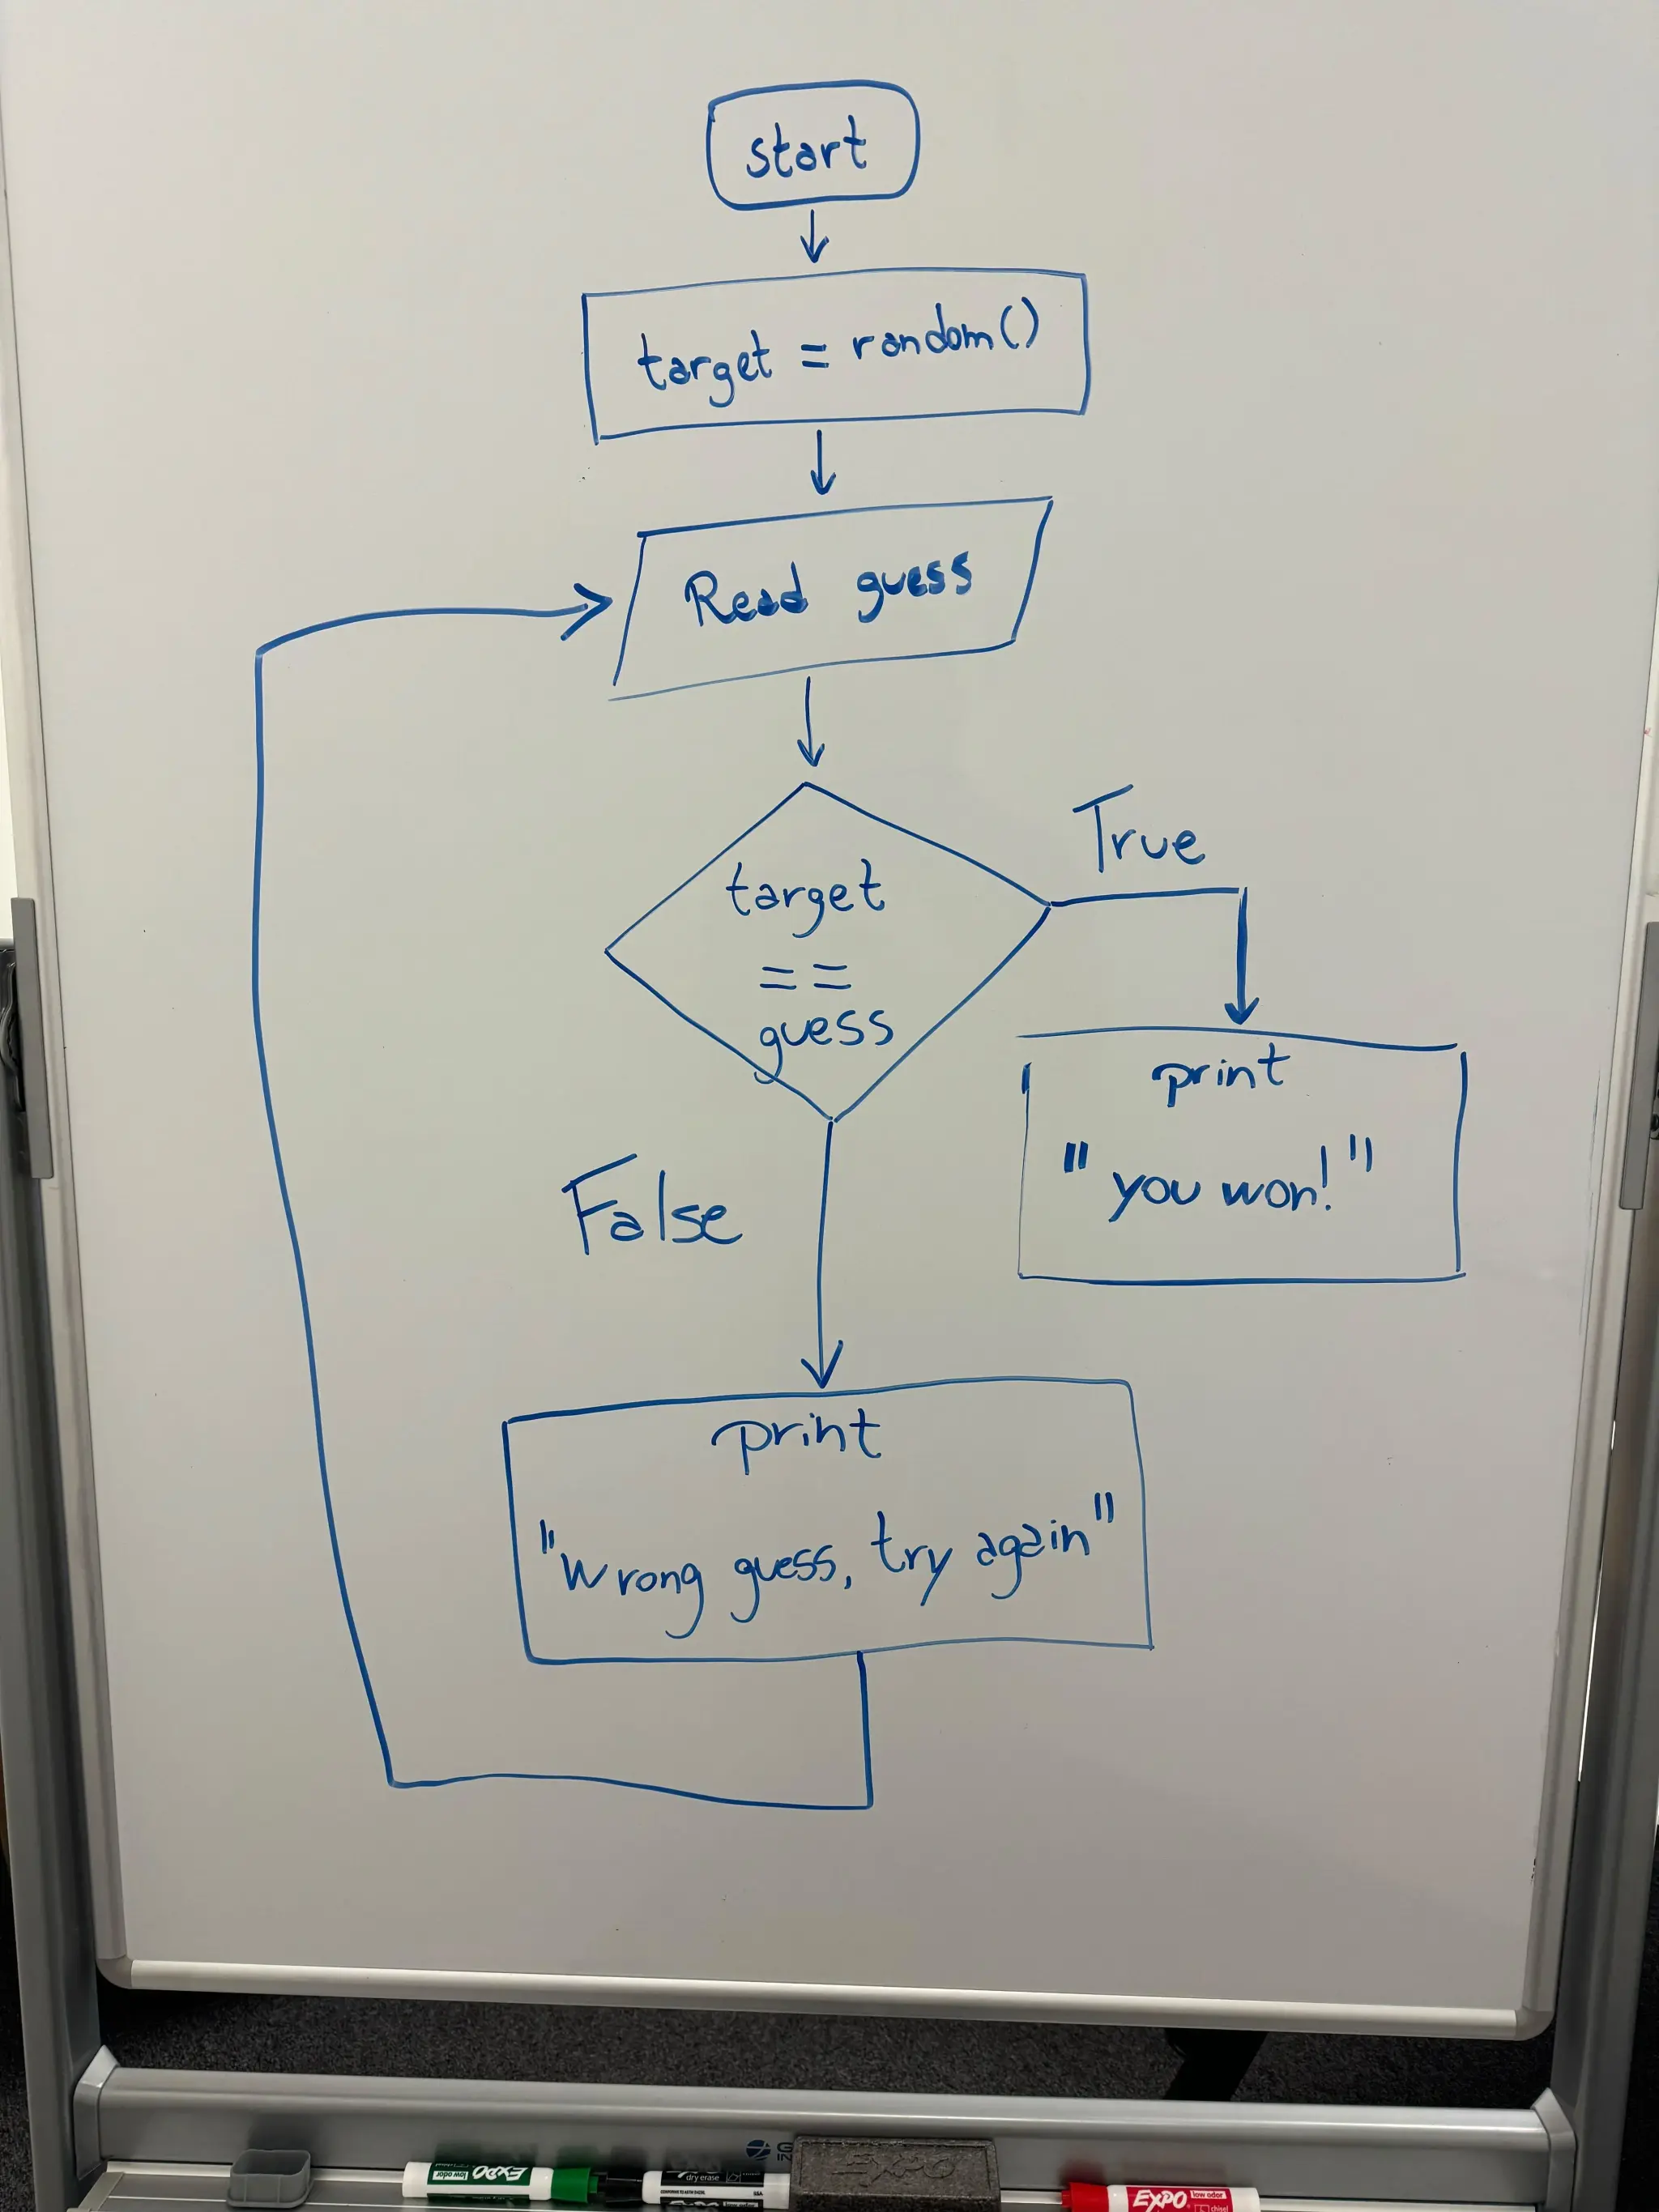 start
target = random()
Read guess
target
==
guess
True
print
"you won!"
False
print
"Wrong guess, try again"
EXPO
low odor
dry erase
EXPO
EXPO
low odor
chisel